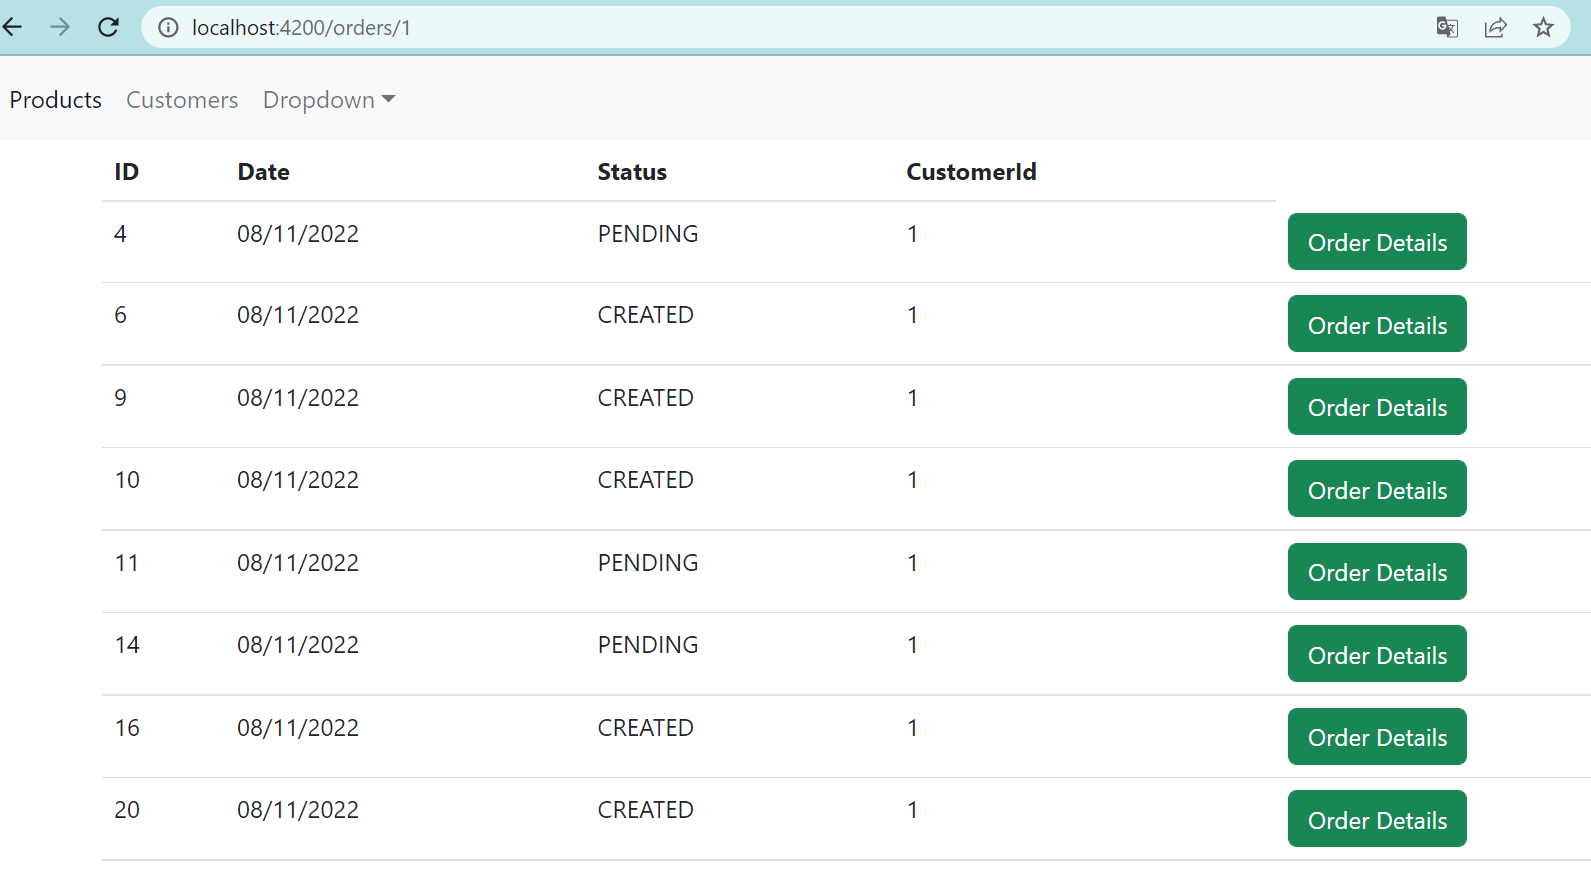 localhost:4200/orders/1
Products Customers Dropdown
ID Date Status CustomerId
4 08/11/2022 PENDING 1 Order Details
6 08/11/2022 CREATED 1 Order Details
9 08/11/2022 CREATED 1 Order Details
10 08/11/2022 CREATED 1 Order Details
11 08/11/2022 PENDING 1 Order Details
14 08/11/2022 PENDING 1 Order Details
16 08/11/2022 CREATED 1 Order Details
20 08/11/2022 CREATED 1 Order Details